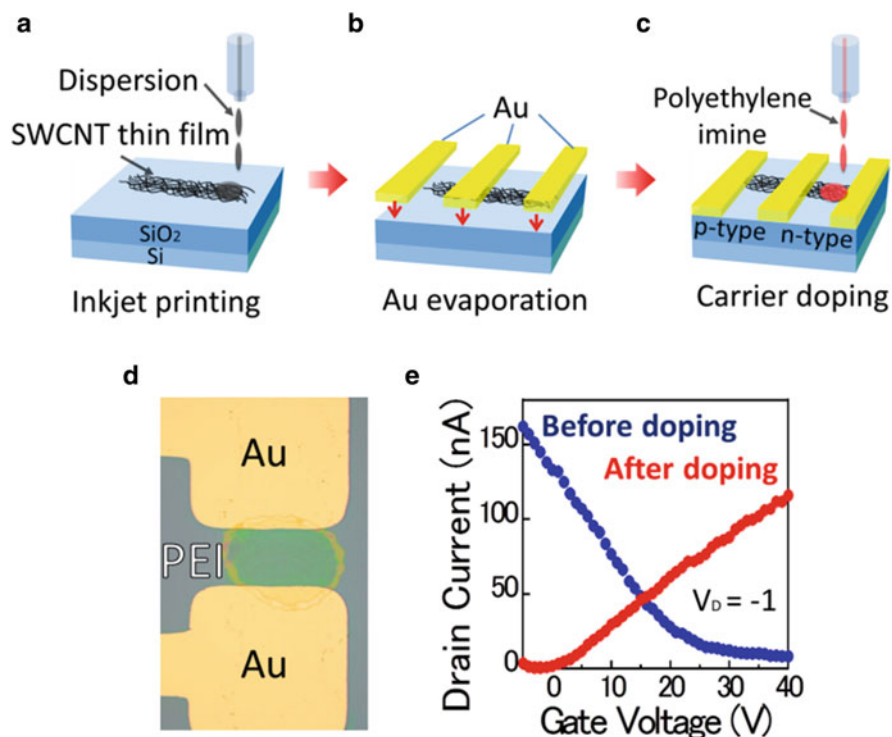 a
Dispersion
SWCNT thin film
SiO₂
Si
Inkjet printing
b
Au
Au evaporation
c
Polyethylene
imine
p-type n-type
Carrier doping
d
Au
PEI
Au
e
Before doping
After doping
V_D = -1
Drain Current (nA)
150
100
50
0
0 10 20 30 40
Gate Voltage (V)